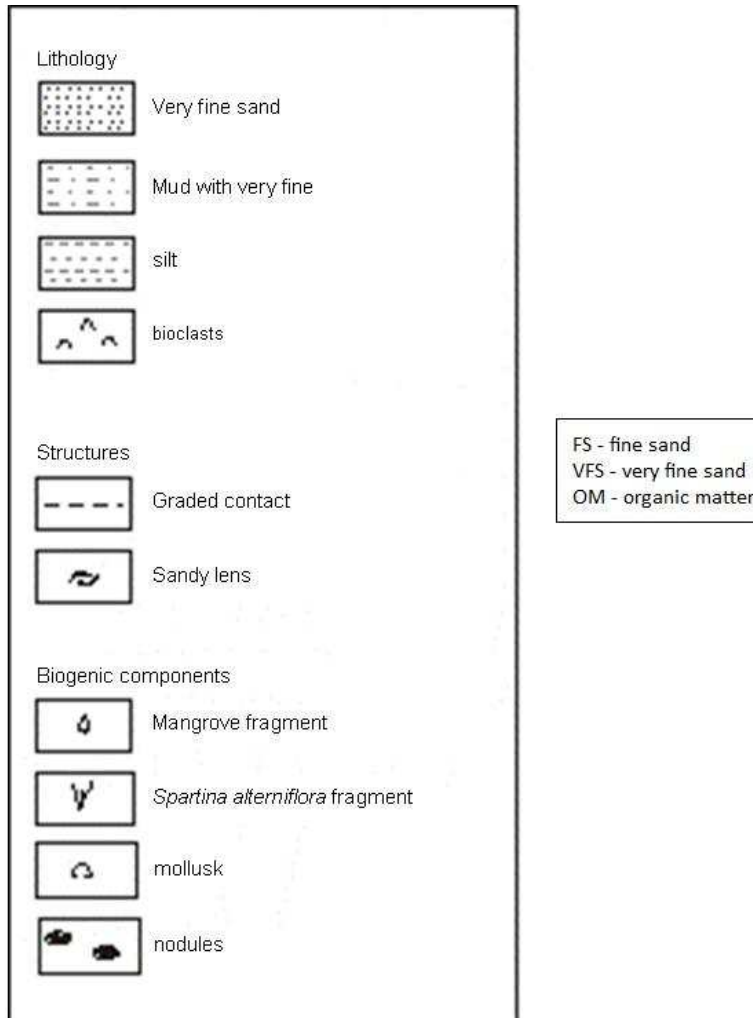 Lithology
Very fine sand
Mud with very fine
silt
bioclasts
Structures
Graded contact
Sandy lens
Biogenic components
Mangrove fragment
Spartina alterniflora fragment
mollusk
nodules
FS - fine sand
VFS - very fine sand
OM - organic matter